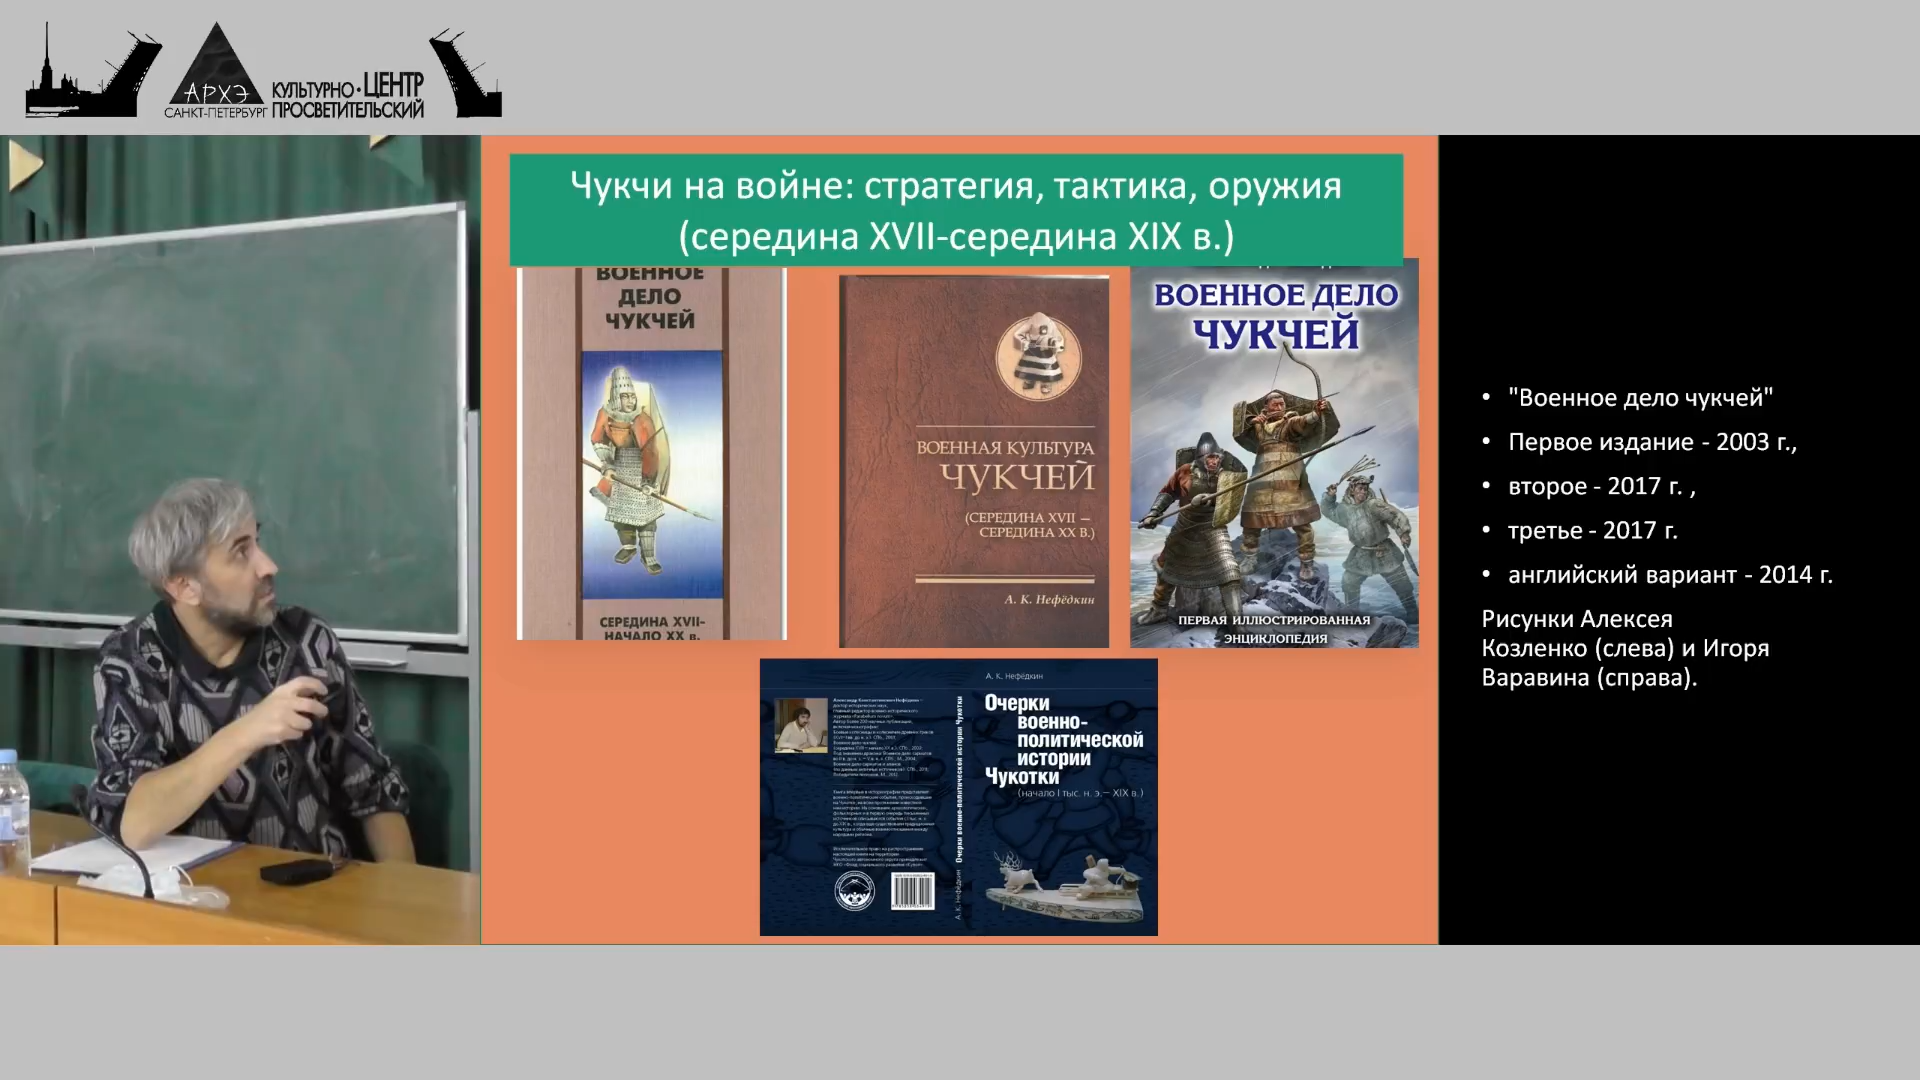 АРХЭ
САНКТ-ПЕТЕРБУРГ
КУЛЬТУРНО·ЦЕНТР
ПРОСВЕТИТЕЛЬСКИЙ
Чукчи на войне: стратегия, тактика, оружия
(середина XVII-середина XIX в.)
ВОЕННОЕ
ДЕЛО
ЧУКЧЕЙ
СЕРЕДИНА XVII-
НАЧАЛО XX в.
ВОЕННАЯ КУЛЬТУРА
ЧУКЧЕЙ
(СЕРЕДИНА XVII –
СЕРЕДИНА XX В.)
А. К. Нефёдкин
ВОЕННОЕ ДЕЛО
ЧУКЧЕЙ
ПЕРВАЯ ИЛЛЮСТРИРОВАННАЯ
ЭНЦИКЛОПЕДИЯ
А. К. Нефёдкин
Очерки
военно-
политической
истории
Чукотки
(начало I тыс. н. э.– XIX в.)
Очерки военно-политической истории Чукотки
А. К. Нефёдкин
• "Военное дело чукчей"
• Первое издание - 2003 г.,
• второе - 2017 г. ,
• третье - 2017 г.
• английский вариант - 2014 г.
Рисунки Алексея
Козленко (слева) и Игоря
Варавина (справа).